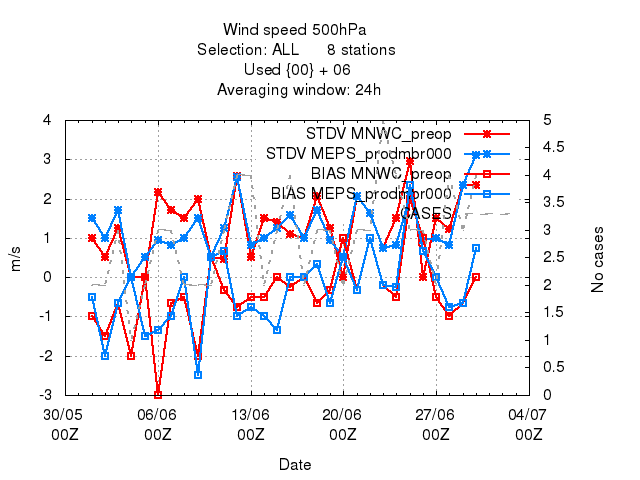 Wind speed 500hPa
Selection: ALL 8 stations
Used {00} + 06
Averaging window: 24h
STDV MNWC_preop
STDV MEPS_prodmbr000
BIAS MNWC_preop
BIAS MEPS_prodmbr000
CASES
4
3
2
1
0
-1
-2
-3
m/s
5
4.5
4
3.5
3
2.5
2
1.5
1
0.5
0
No cases
30/05 06/06 13/06 20/06 27/06 04/07
00Z 00Z 00Z 00Z 00Z 00Z
Date